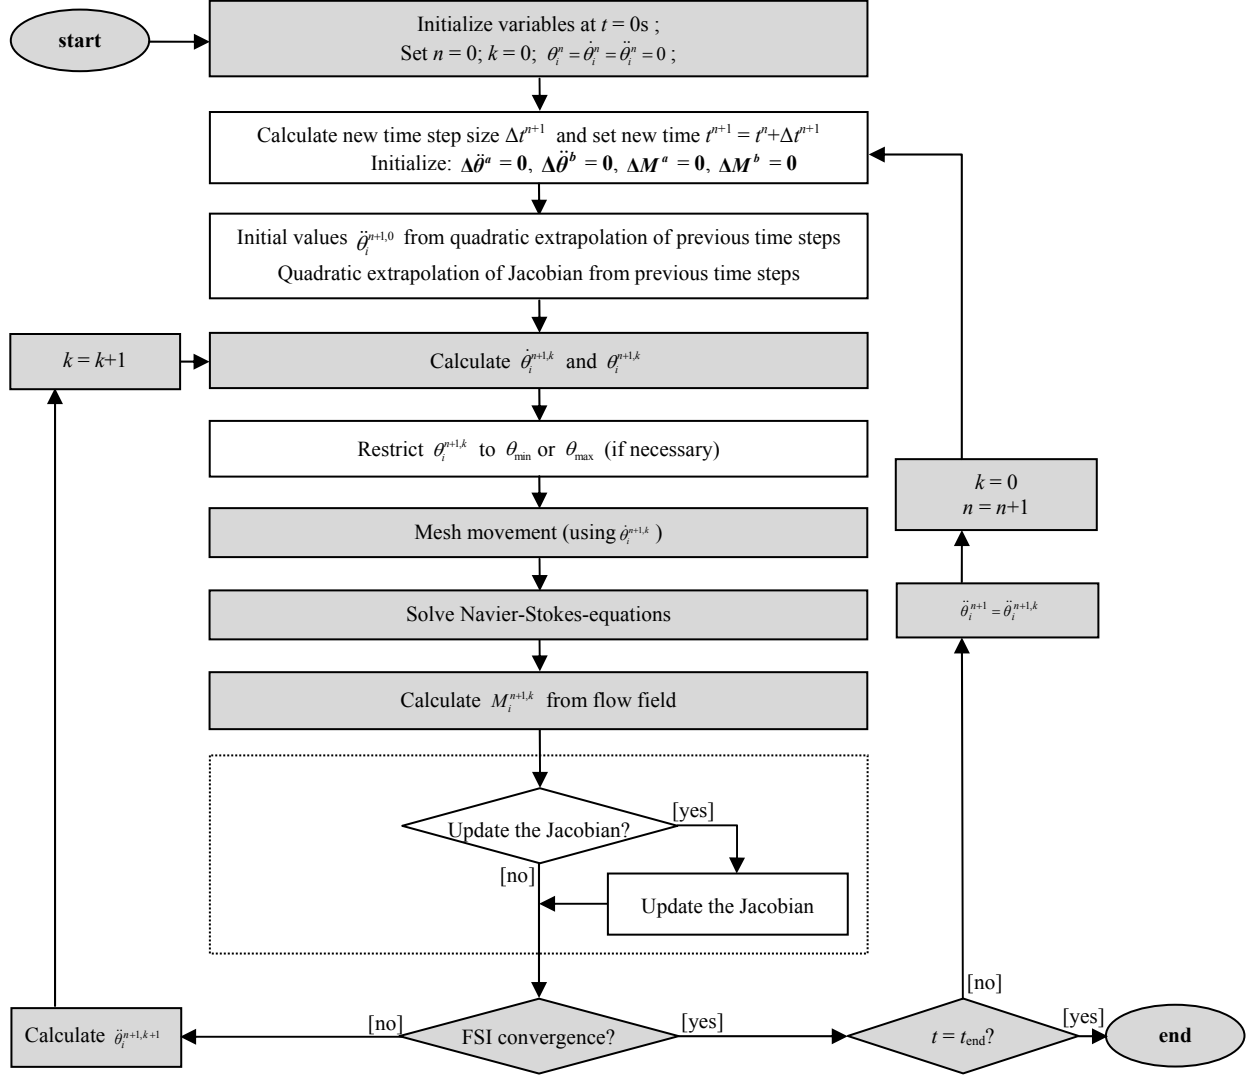 start
Initialize variables at t = 0s ;
Set n = 0; k = 0; θ_i^n = θ̇_i^n = θ̈_i^n = 0 ;
Calculate new time step size Δt^{n+1} and set new time t^{n+1} = t^n+Δt^{n+1}
Initialize: Δθ̈^a = 0, Δθ̈^b = 0, ΔM^a = 0, ΔM^b = 0
Initial values θ̈_i^{n+1,0} from quadratic extrapolation of previous time steps
Quadratic extrapolation of Jacobian from previous time steps
k = k+1
Calculate θ̇_i^{n+1,k} and θ_i^{n+1,k}
Restrict θ_i^{n+1,k} to θ_min or θ_max (if necessary)
k = 0
n = n+1
Mesh movement (using θ̇_i^{n+1,k} )
Solve Navier-Stokes-equations
θ̈_i^{n+1} = θ̈_i^{n+1,k}
Calculate M_i^{n+1,k} from flow field
Update the Jacobian?
[yes]
[no]
Update the Jacobian
Calculate θ̈_i^{n+1,k+1}
[no]
FSI convergence?
[yes]
t = t_end?
[no]
[yes]
end